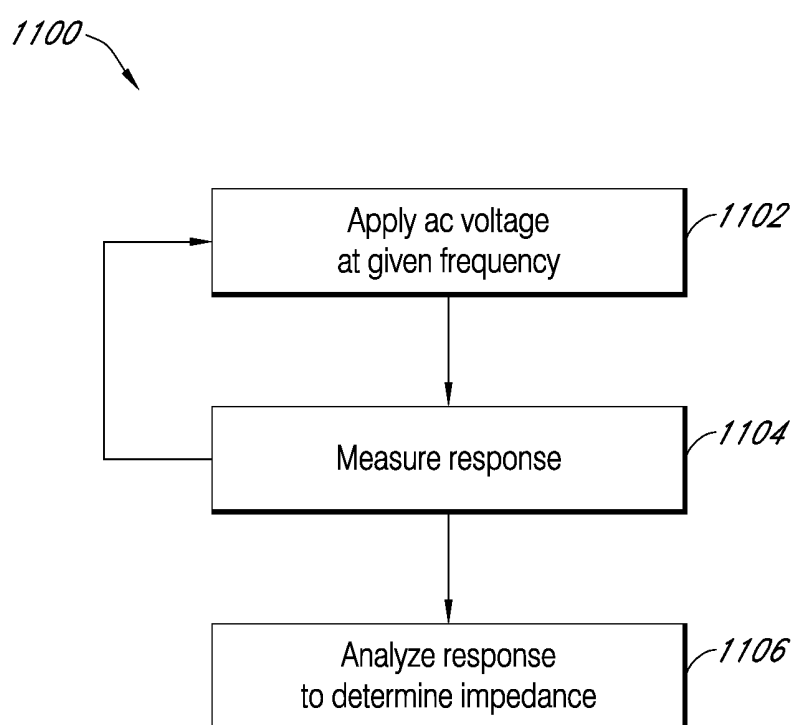 1100
Apply ac voltage
at given frequency
1102
Measure response
1104
Analyze response
to determine impedance
1106